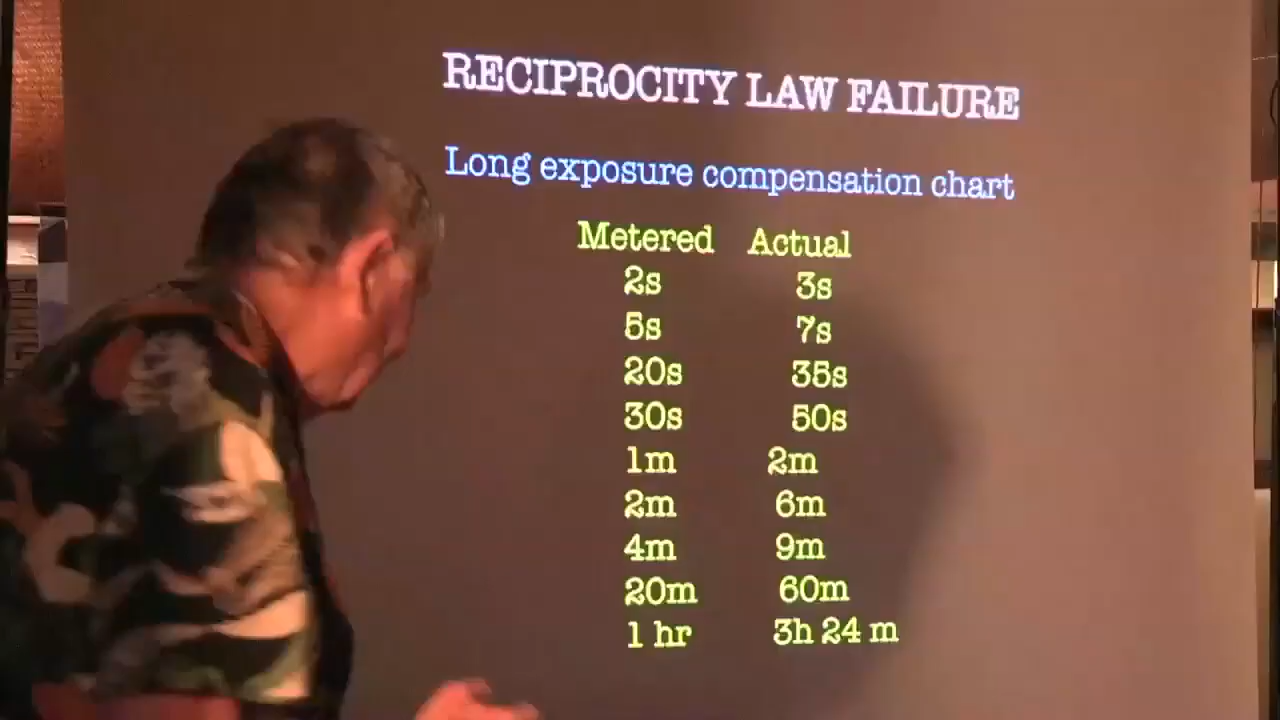 RECIPROCITY LAW FAILURE
Long exposure compensation chart
Metered Actual
2s 3s
5s 7s
20s 35s
30s 50s
1m 2m
2m 6m
4m 9m
20m 60m
1 hr 3h 24 m